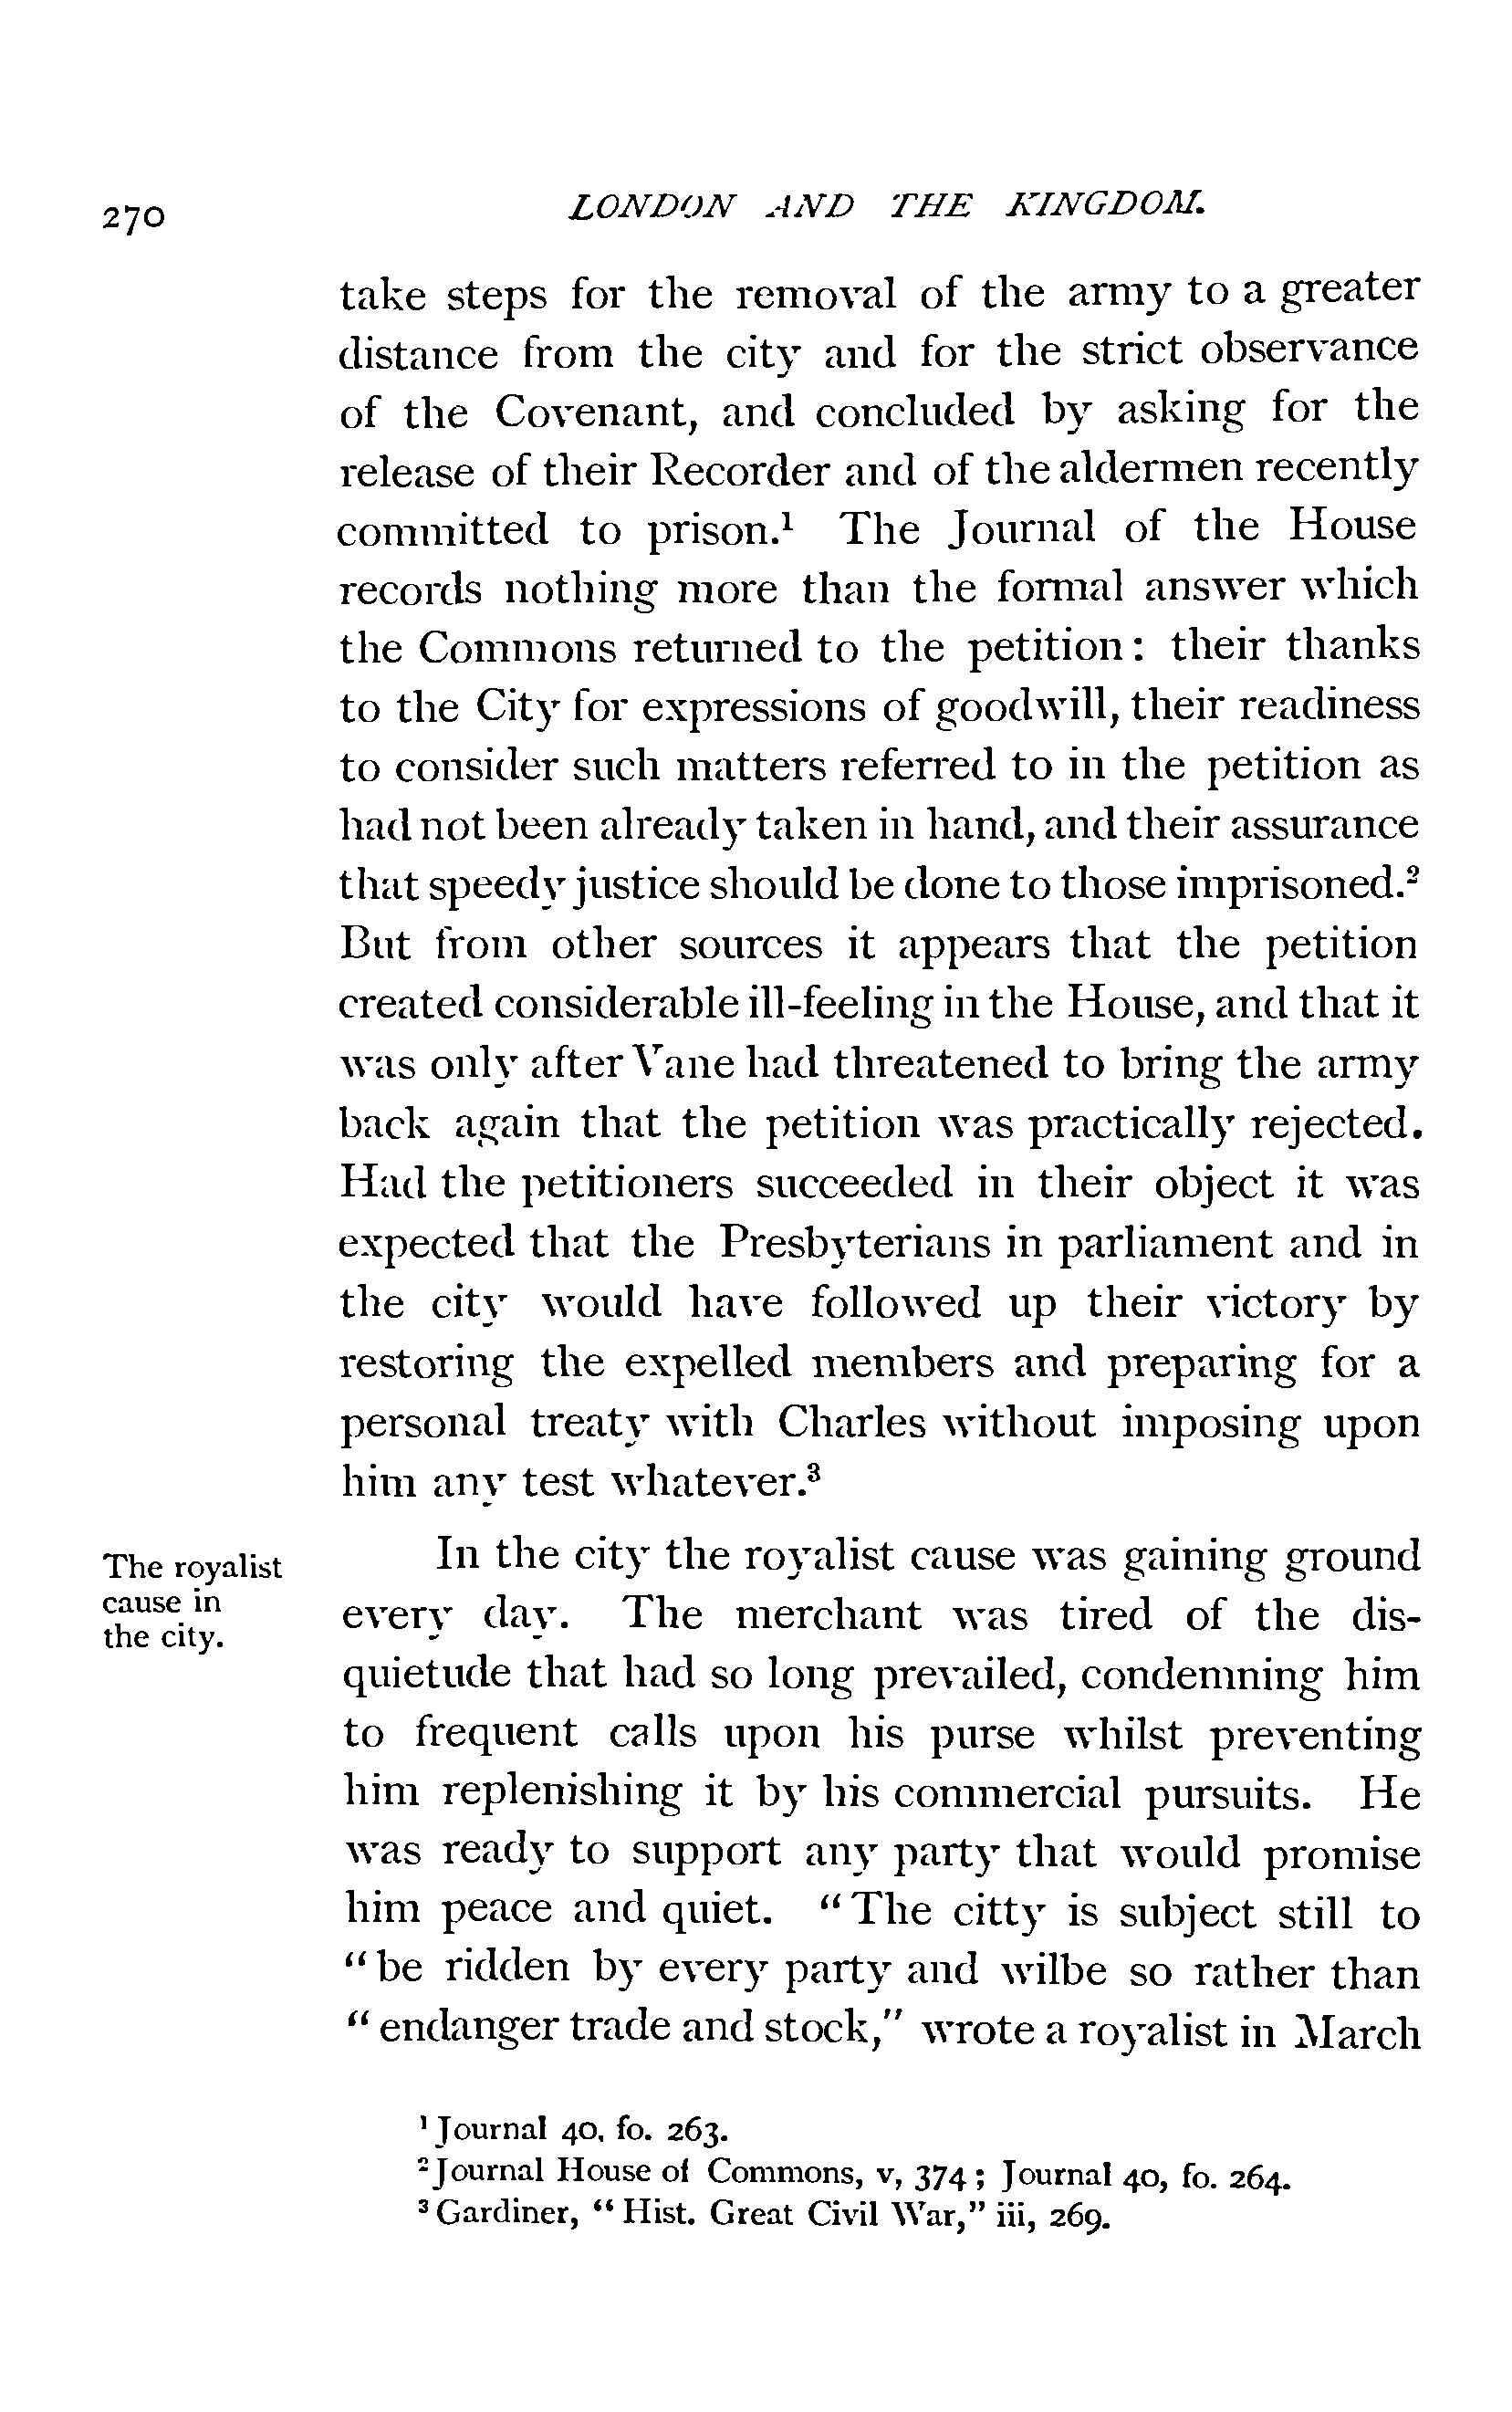 270
LONDON AND THE KINGDOM.
take steps for the removal of the army to a greater
distance from the city and for the strict observance
of the Covenant, and concluded by asking for the
release of their Recorder and of the aldermen recently
committed to prison.¹ The Journal of the House
records nothing more than the formal answer which
the Commons returned to the petition: their thanks
to the City for expressions of goodwill, their readiness
to consider such matters referred to in the petition as
had not been already taken in hand, and their assurance
that speedy justice should be done to those imprisoned.²
But from other sources it appears that the petition
created considerable ill-feeling in the House, and that it
was only after Vane had threatened to bring the army
back again that the petition was practically rejected.
Had the petitioners succeeded in their object it was
expected that the Presbyterians in parliament and in
the city would have followed up their victory by
restoring the expelled members and preparing for a
personal treaty with Charles without imposing upon
him any test whatever.³
The royalist
cause in
the city.
In the city the royalist cause was gaining ground
every day. The merchant was tired of the dis-
quietude that had so long prevailed, condemning him
to frequent calls upon his purse whilst preventing
him replenishing it by his commercial pursuits. He
was ready to support any party that would promise
him peace and quiet. “The citty is subject still to
“be ridden by every party and wilbe so rather than
“endanger trade and stock,” wrote a royalist in March
¹ Journal 40, fo. 263.
² Journal House of Commons, v, 374; Journal 40, fo. 264.
³ Gardiner, “Hist. Great Civil War,” iii, 269.